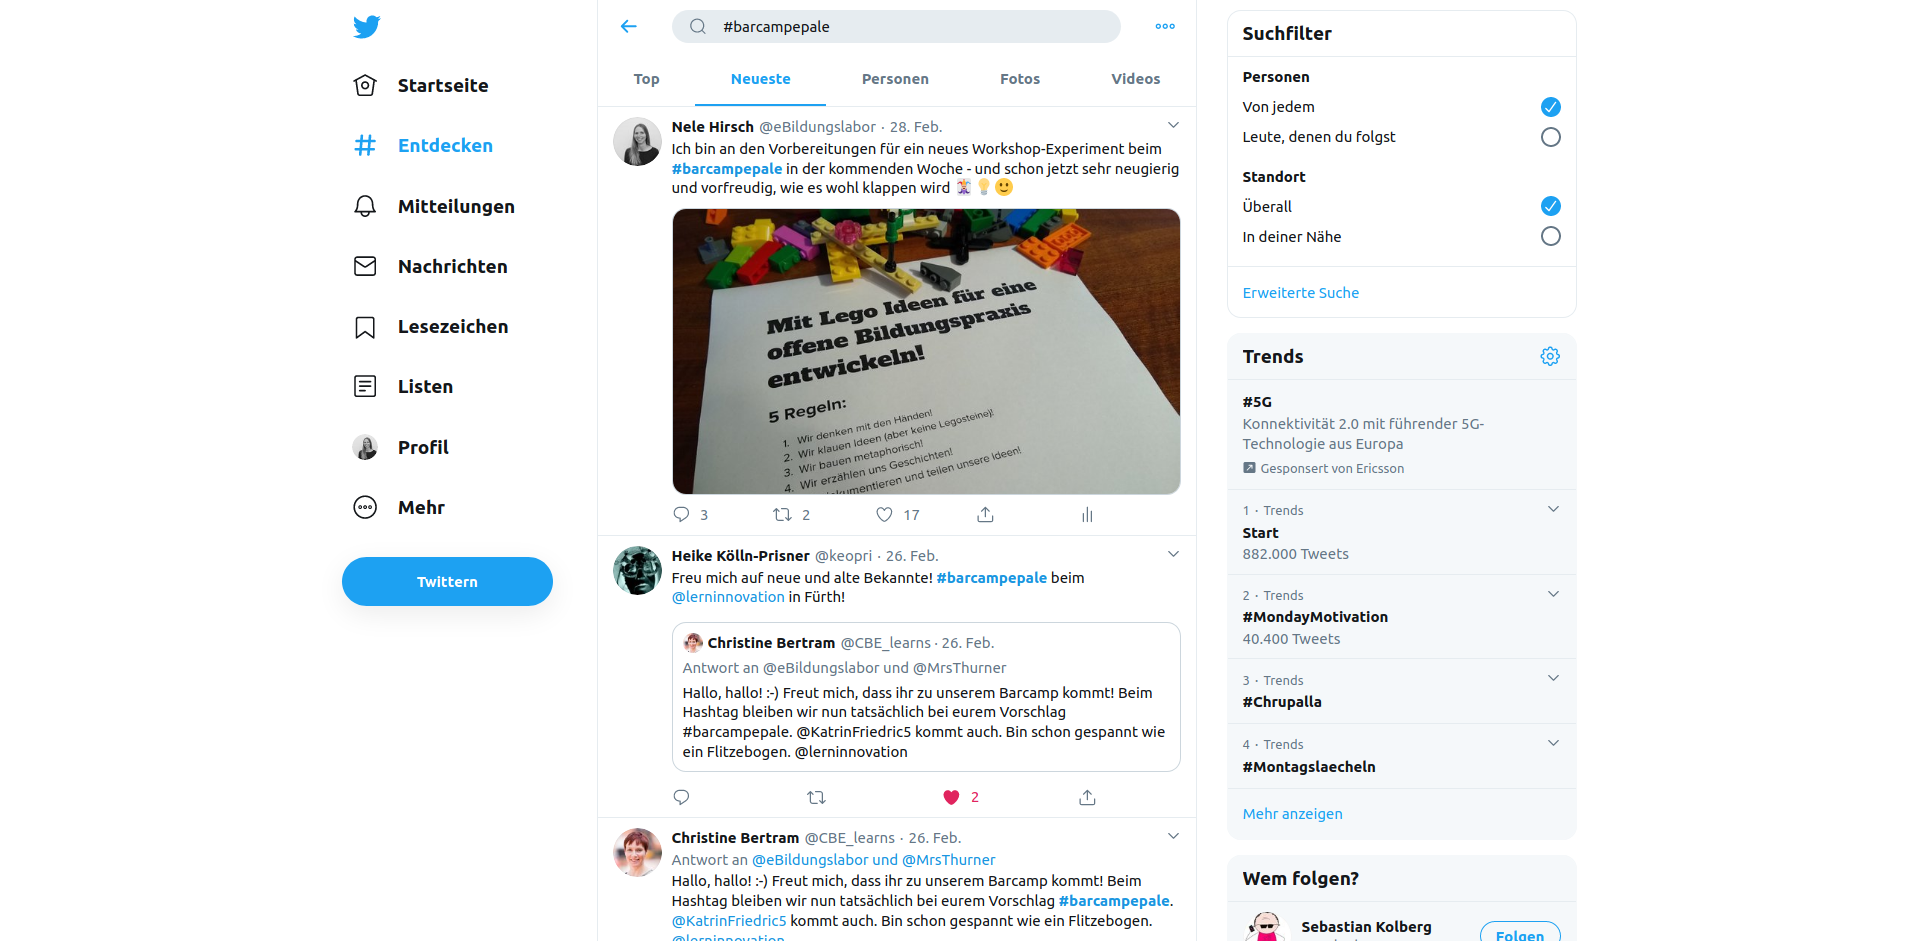 Startseite
Entdecken
Mitteilungen
Nachrichten
Lesezeichen
Listen
Profil
Mehr
Twittern
#barcampepale
Top Neueste Personen Fotos Videos
Nele Hirsch @eBildungslabor · 28. Feb.
Ich bin an den Vorbereitungen für ein neues Workshop-Experiment beim
#barcampepale in der kommenden Woche - und schon jetzt sehr neugierig
und vorfreudig, wie es wohl klappen wird 🃏💡🙂
Mit Lego Ideen für eine
offene Bildungspraxis
entwickeln!
5 Regeln:
1. Wir denken mit den Händen!
2. Wir klauen Ideen (aber keine Legosteine)!
3. Wir bauen metaphorisch!
4. Wir erzählen uns Geschichten!
und teilen unsere Ideen!
3 2 17
Heike Kölln-Prisner @keopri · 26. Feb.
Freu mich auf neue und alte Bekannte! #barcampepale beim
@lerninnovation in Fürth!
Christine Bertram @CBE_learns · 26. Feb.
Antwort an @eBildungslabor und @MrsThurner
Hallo, hallo! :-) Freut mich, dass ihr zu unserem Barcamp kommt! Beim
Hashtag bleiben wir nun tatsächlich bei eurem Vorschlag
#barcampepale. @KatrinFriedric5 kommt auch. Bin schon gespannt wie
ein Flitzebogen. @lerninnovation
2
Christine Bertram @CBE_learns · 26. Feb.
Antwort an @eBildungslabor und @MrsThurner
Hallo, hallo! :-) Freut mich, dass ihr zu unserem Barcamp kommt! Beim
Hashtag bleiben wir nun tatsächlich bei eurem Vorschlag #barcampepale.
@KatrinFriedric5 kommt auch. Bin schon gespannt wie ein Flitzebogen.
@lerninnovation
Suchfilter
Personen
Von jedem
Leute, denen du folgst
Standort
Überall
In deiner Nähe
Erweiterte Suche
Trends
#5G
Konnektivität 2.0 mit führender 5G-
Technologie aus Europa
Gesponsert von Ericsson
1 · Trends
Start
882.000 Tweets
2 · Trends
#MondayMotivation
40.400 Tweets
3 · Trends
#Chrupalla
4 · Trends
#Montagslaecheln
Mehr anzeigen
Wem folgen?
Sebastian Kolberg
Folgen